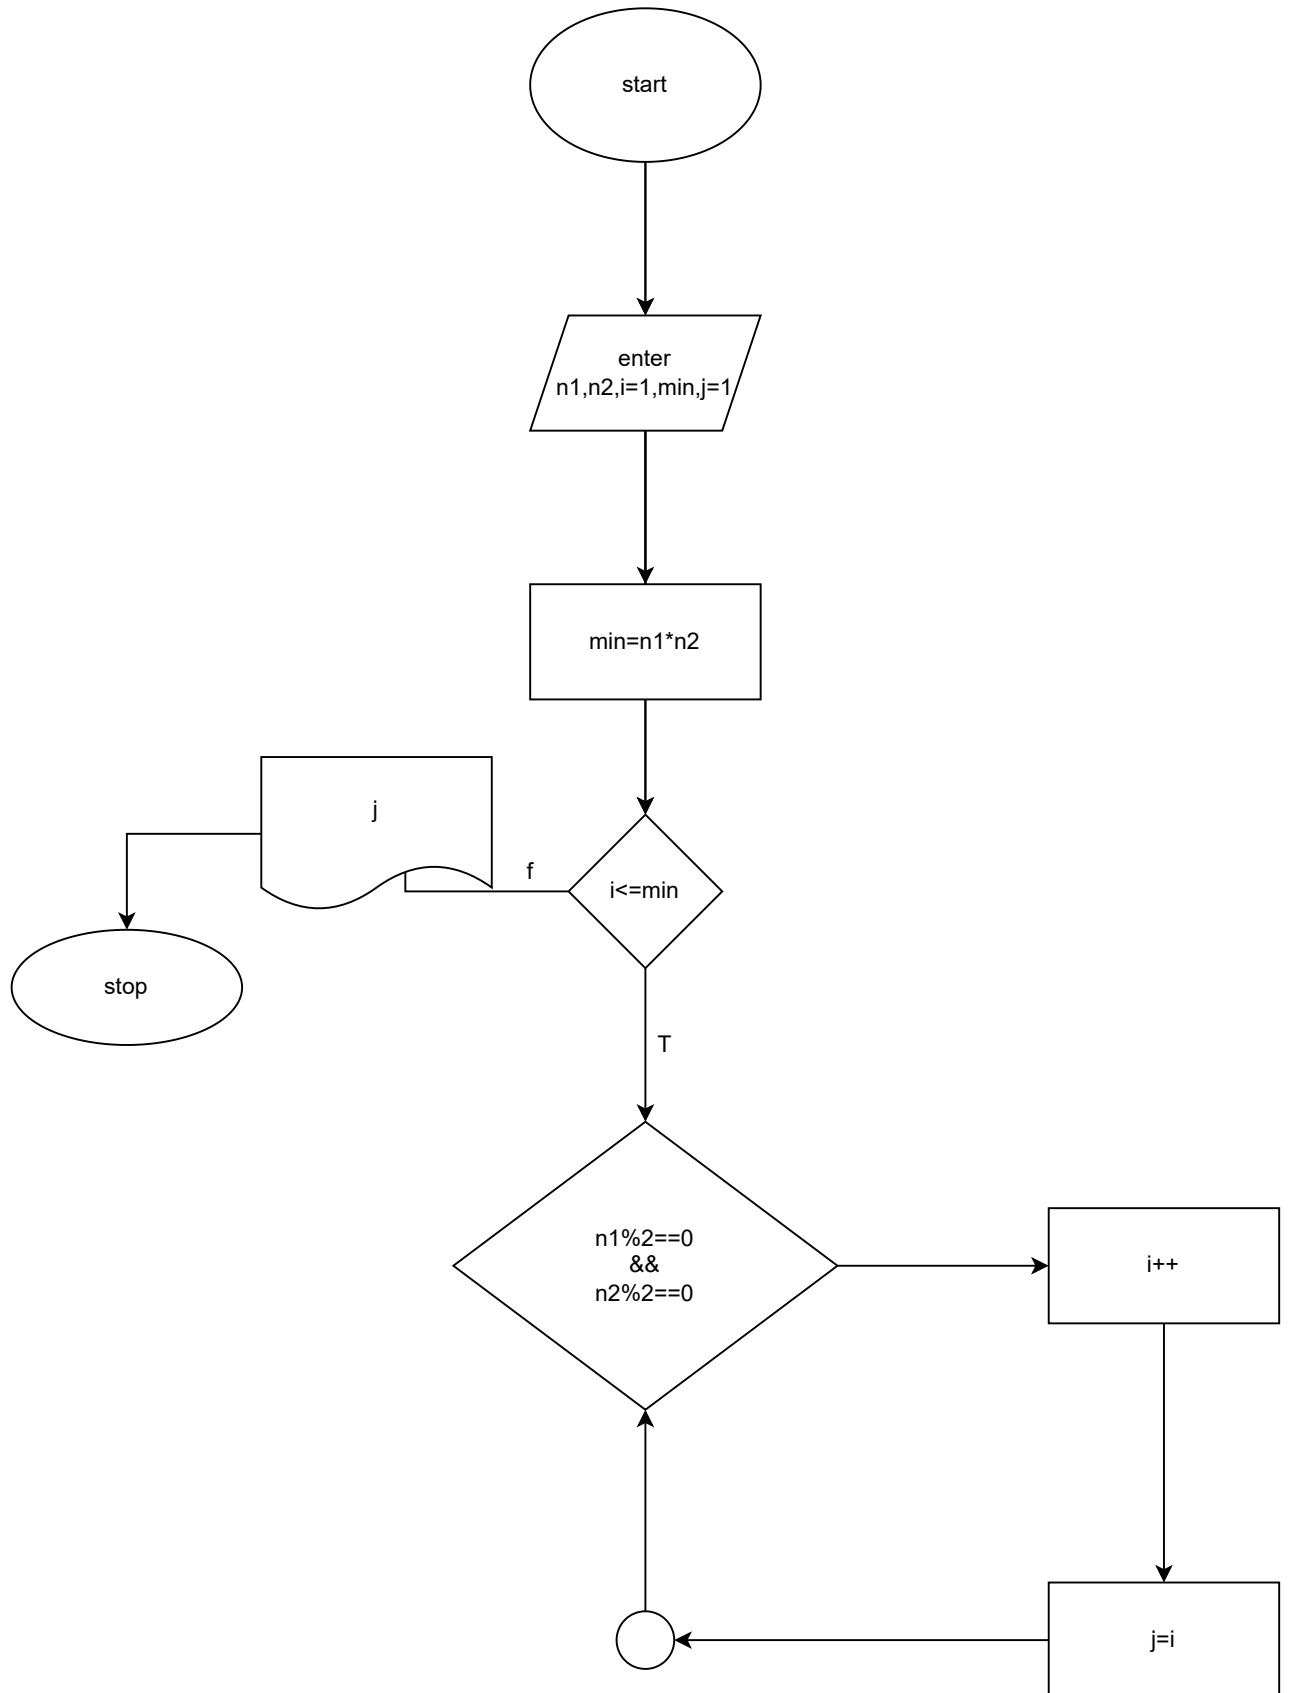 start
enter
n1,n2,i=1,min,j=1
min=n1*n2
j
f
i<=min
stop
T
n1%2==0
&&
n2%2==0
i++
j=i